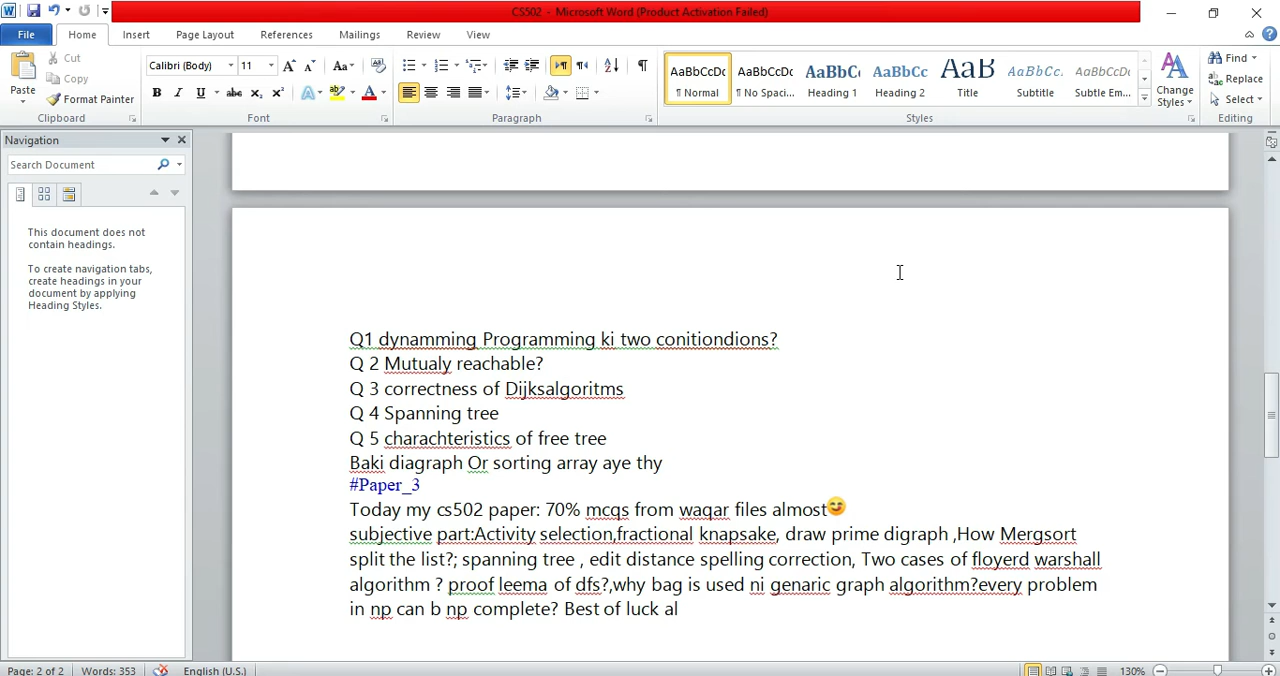 CS502 - Microsoft Word (Product Activation Failed)
File Home Insert Page Layout References Mailings Review View
Paste
Cut
Copy
Format Painter
Clipboard
Calibri (Body) 11
Font
Paragraph
AaBbCcDc AaBbCcDc AaBbCc AaBbCc AaB AaBbCc. AaBbCcDc
¶ Normal ¶ No Spaci... Heading 1 Heading 2 Title Subtitle Subtle Em...
Change
Styles
Styles
Find
Replace
Select
Editing
Navigation
Search Document
This document does not
contain headings.
To create navigation tabs,
create headings in your
document by applying
Heading Styles.
Q1 dynamming Programming ki two conitiondions?
Q 2 Mutualy reachable?
Q 3 correctness of Dijksalgoritms
Q 4 Spanning tree
Q 5 charachteristics of free tree
Baki diagraph Or sorting array aye thy
#Paper_3
Today my cs502 paper: 70% mcqs from waqar files almost😊
subjective part:Activity selection,fractional knapsake, draw prime digraph ,How Mergsort
split the list?; spanning tree , edit distance spelling correction, Two cases of floyerd warshall
algorithm ? proof leema of dfs?,why bag is used ni genaric graph algorithm?every problem
in np can b np complete? Best of luck al
Page: 2 of 2 Words: 353 English (U.S.) 130%